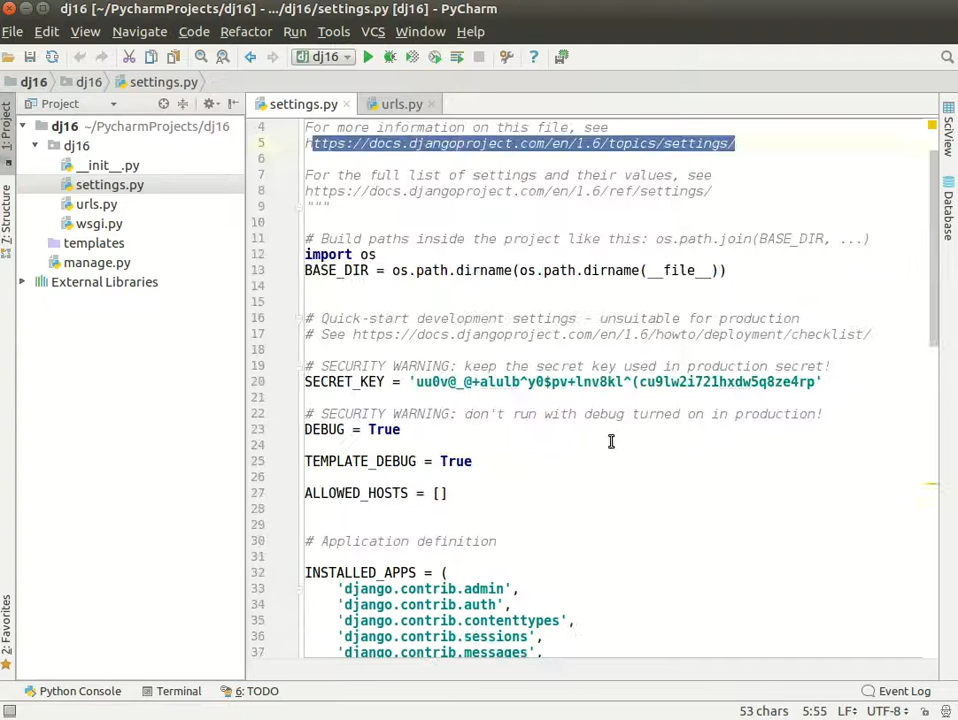 dj16 [~/PycharmProjects/dj16] - .../dj16/settings.py [dj16] - PyCharm
File Edit View Navigate Code Refactor Run Tools VCS Window Help
dj16
dj16 dj16 settings.py
Project
settings.py urls.py
1: Project
7: Structure
2: Favorites
dj16 ~/PycharmProjects/dj16
dj16
__init__.py
settings.py
urls.py
wsgi.py
templates
manage.py
External Libraries
4 For more information on this file, see
5 https://docs.djangoproject.com/en/1.6/topics/settings/
6
7 For the full list of settings and their values, see
8 https://docs.djangoproject.com/en/1.6/ref/settings/
9 """
10
11 # Build paths inside the project like this: os.path.join(BASE_DIR, ...)
12 import os
13 BASE_DIR = os.path.dirname(os.path.dirname(__file__))
14
15
16 # Quick-start development settings - unsuitable for production
17 # See https://docs.djangoproject.com/en/1.6/howto/deployment/checklist/
18
19 # SECURITY WARNING: keep the secret key used in production secret!
20 SECRET_KEY = 'uu0v@_@+alulb^y0$pv+lnv8kl^(cu9lw2i721hxdw5q8ze4rp'
21
22 # SECURITY WARNING: don't run with debug turned on in production!
23 DEBUG = True
24
25 TEMPLATE_DEBUG = True
26
27 ALLOWED_HOSTS = []
28
29
30 # Application definition
31
32 INSTALLED_APPS = (
33 'django.contrib.admin',
34 'django.contrib.auth',
35 'django.contrib.contenttypes',
36 'django.contrib.sessions',
37 'django.contrib.messages',
SciView
Database
Python Console Terminal 6: TODO Event Log
53 chars 5:55 LF÷ UTF-8÷